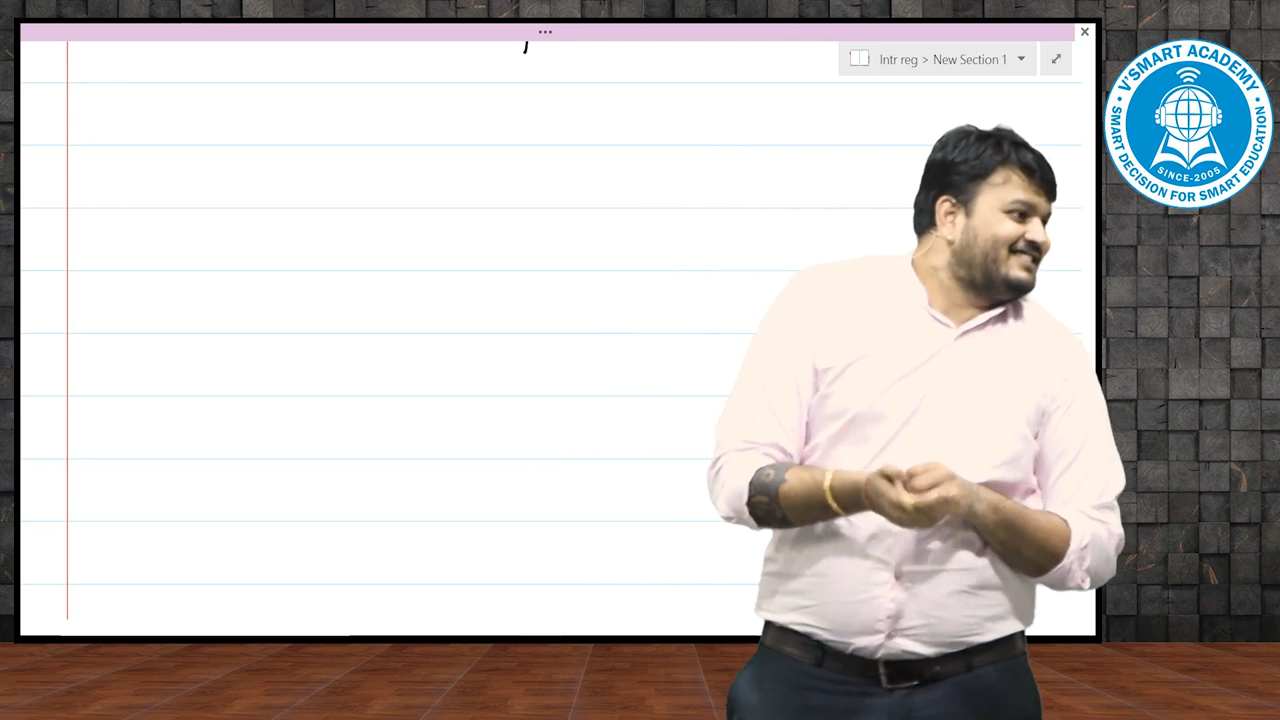 ...
Intr reg > New Section 1
V'SMART ACADEMY
SINCE-2005
SMART DECISION FOR SMART EDUCATION